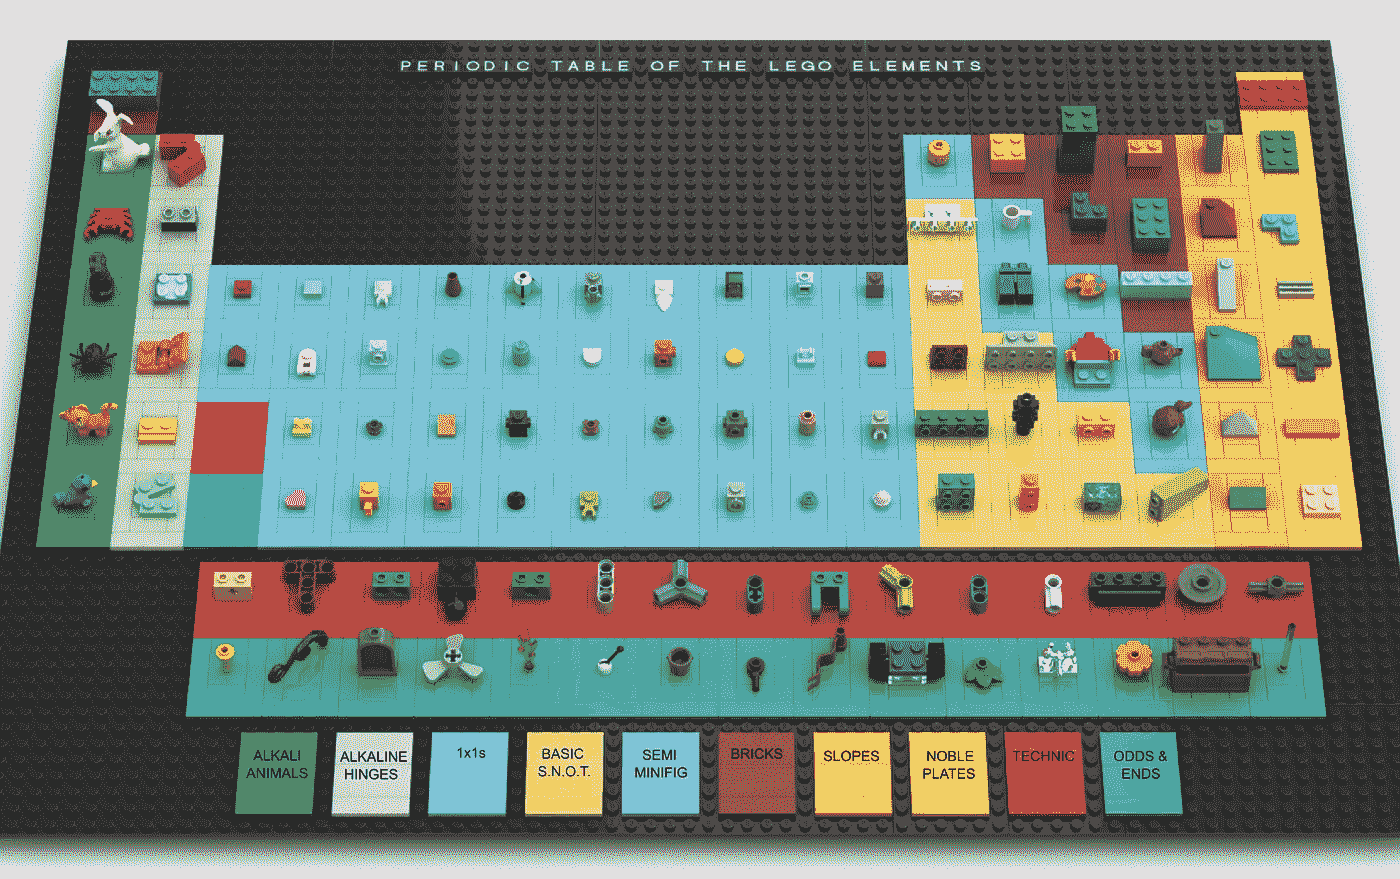 PERIODIC TABLE OF THE LEGO ELEMENTS
ALKALI
ANIMALS
ALKALINE
HINGES
1x1s
BASIC
S.N.O.T.
SEMI
MINIFIG
BRICKS
SLOPES
NOBLE
PLATES
TECHNIC
ODDS &
ENDS